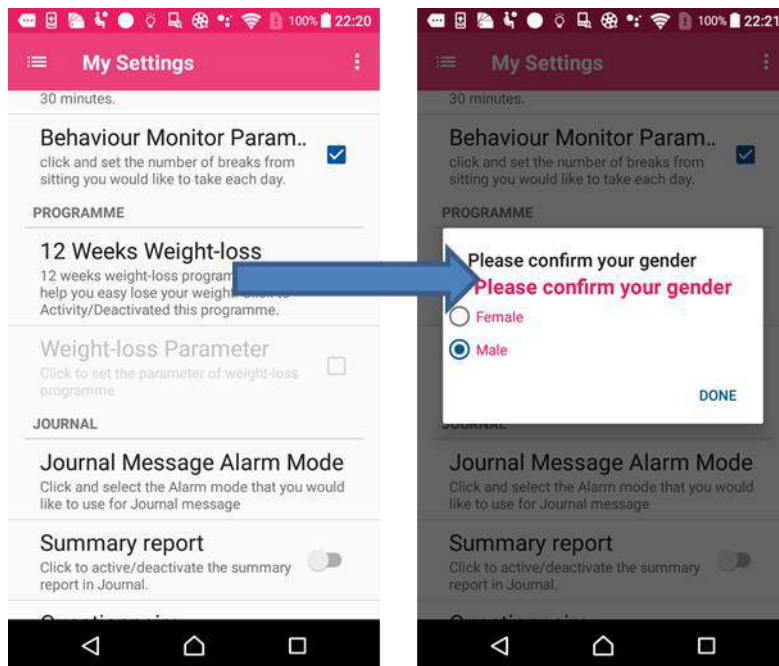 100% 22:20
My Settings
30 minutes.
Behaviour Monitor Param..
click and set the number of breaks from
sitting you would like to take each day.
PROGRAMME
12 Weeks Weight-loss
12 weeks weight-loss program
help you easy lose your weight.
Activity/Deactivated this programme.
Weight-loss Parameter
Click to set the parameter of weight-loss
programme
JOURNAL
Journal Message Alarm Mode
Click and select the Alarm mode that you would
like to use for Journal message
Summary report
Click to active/deactivate the summary
report in Journal.
100% 22:21
My Settings
30 minutes.
Behaviour Monitor Param..
click and set the number of breaks from
sitting you would like to take each day.
PROGRAMME
Please confirm your gender
Please confirm your gender
Female
Male
DONE
JOURNAL
Journal Message Alarm Mode
Click and select the Alarm mode that you would
like to use for Journal message
Summary report
Click to active/deactivate the summary
report in Journal.